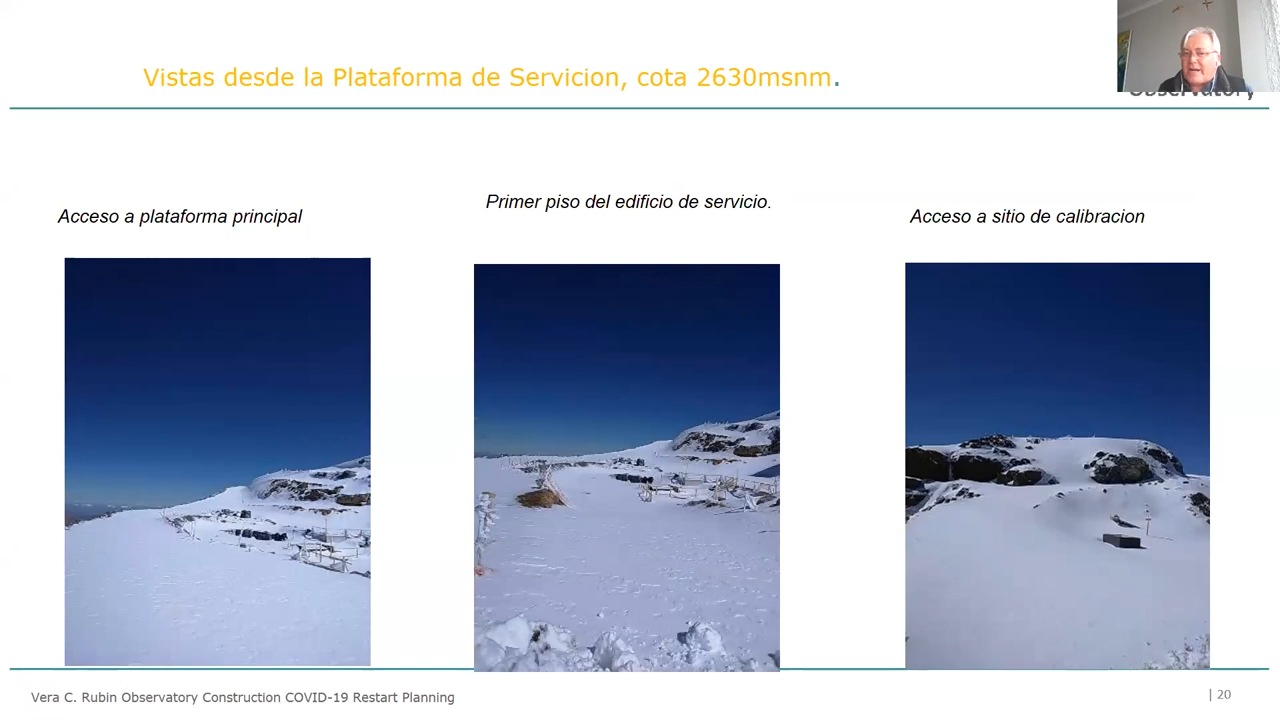 Vistas desde la Plataforma de Servicion, cota 2630msnm.
Observatory
Acceso a plataforma principal
Primer piso del edificio de servicio.
Acceso a sitio de calibracion
Vera C. Rubin Observatory Construction COVID-19 Restart Planning
| 20